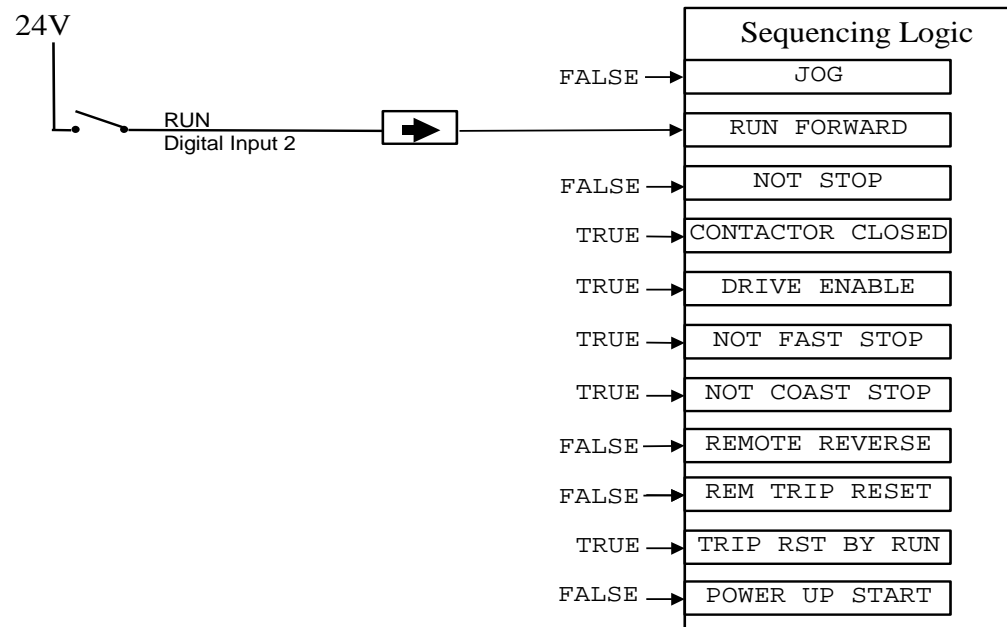 24V
Sequencing Logic
FALSE JOG
RUN
Digital Input 2
RUN FORWARD
FALSE NOT STOP
TRUE CONTACTOR CLOSED
TRUE DRIVE ENABLE
TRUE NOT FAST STOP
TRUE NOT COAST STOP
FALSE REMOTE REVERSE
FALSE REM TRIP RESET
TRUE TRIP RST BY RUN
FALSE POWER UP START